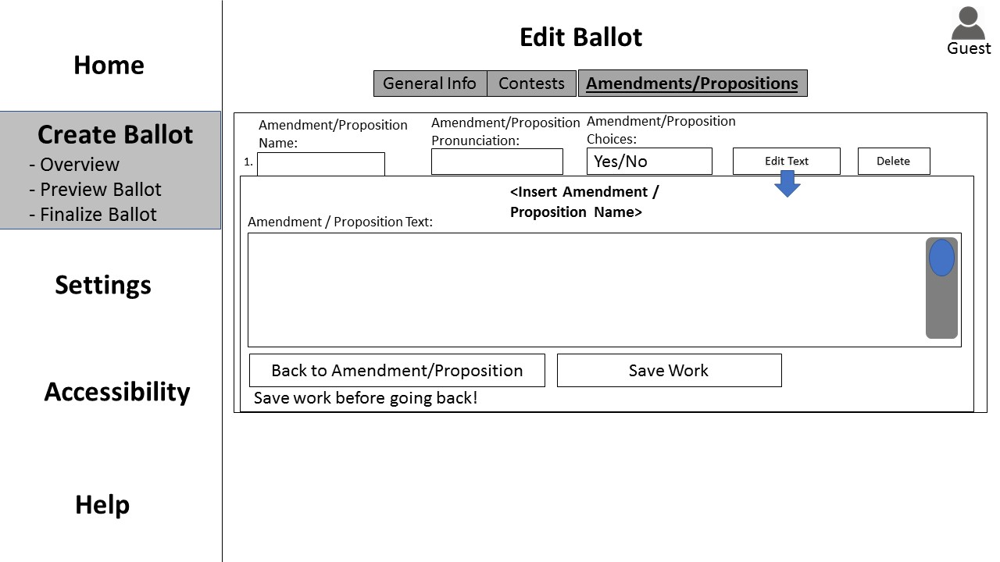 Home
Create Ballot
- Overview
- Preview Ballot
- Finalize Ballot
Settings
Accessibility
Help
Edit Ballot
Guest
General Info
Contests
Amendments/Propositions
Amendment/Proposition
Name:
Amendment/Proposition
Pronunciation:
Amendment/Proposition
Choices:
1.
Yes/No
Edit Text
Delete
<Insert Amendment /
Proposition Name>
Amendment / Proposition Text:
Back to Amendment/Proposition
Save Work
Save work before going back!